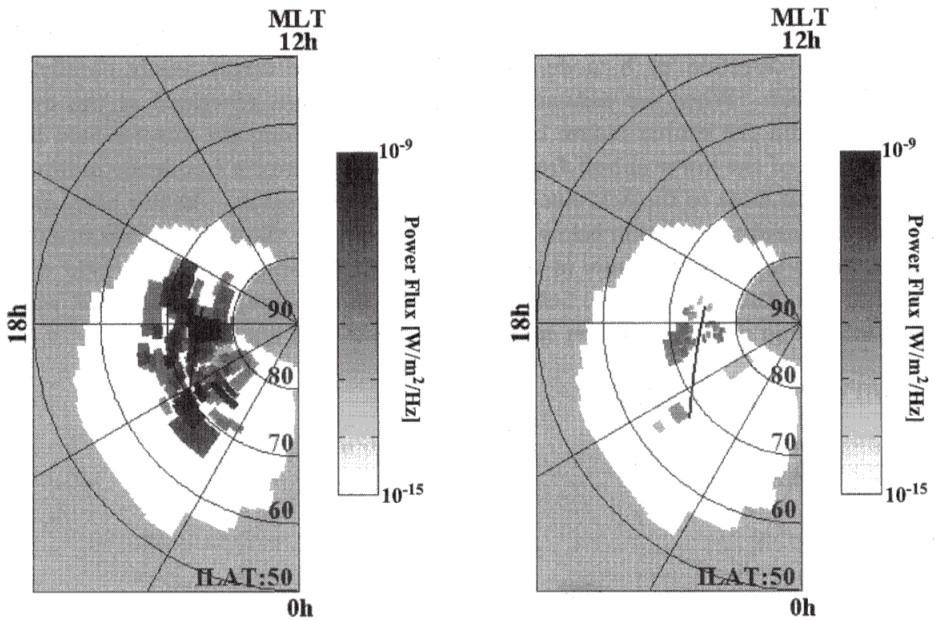 MLT
12h
18h
90
80
70
60
ILAT:50
0h
10-9
Power Flux [W/m2/Hz]
10-15
MLT
12h
18h
90
80
70
60
ILAT:50
0h
10-9
Power Flux [W/m2/Hz]
10-15